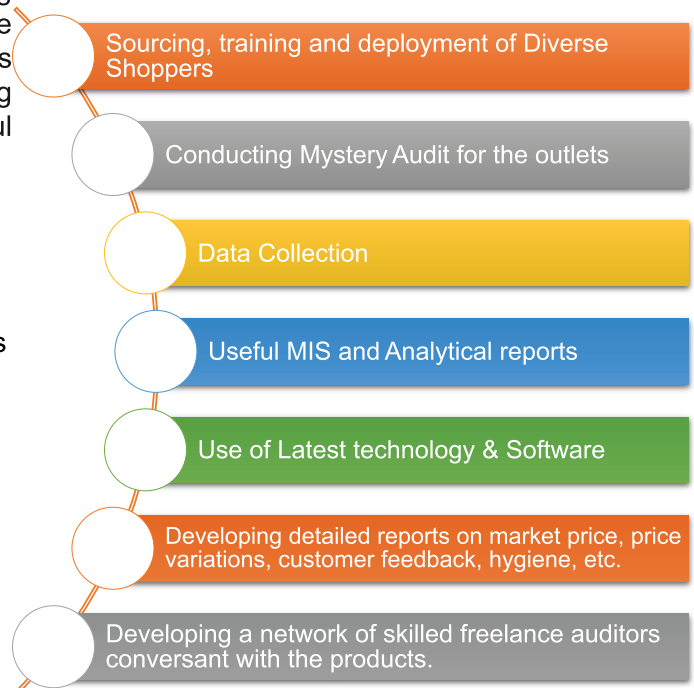 Sourcing, training and deployment of Diverse
Shoppers
Conducting Mystery Audit for the outlets
Data Collection
Useful MIS and Analytical reports
Use of Latest technology & Software
Developing detailed reports on market price, price
variations, customer feedback, hygiene, etc.
Developing a network of skilled freelance auditors
conversant with the products.